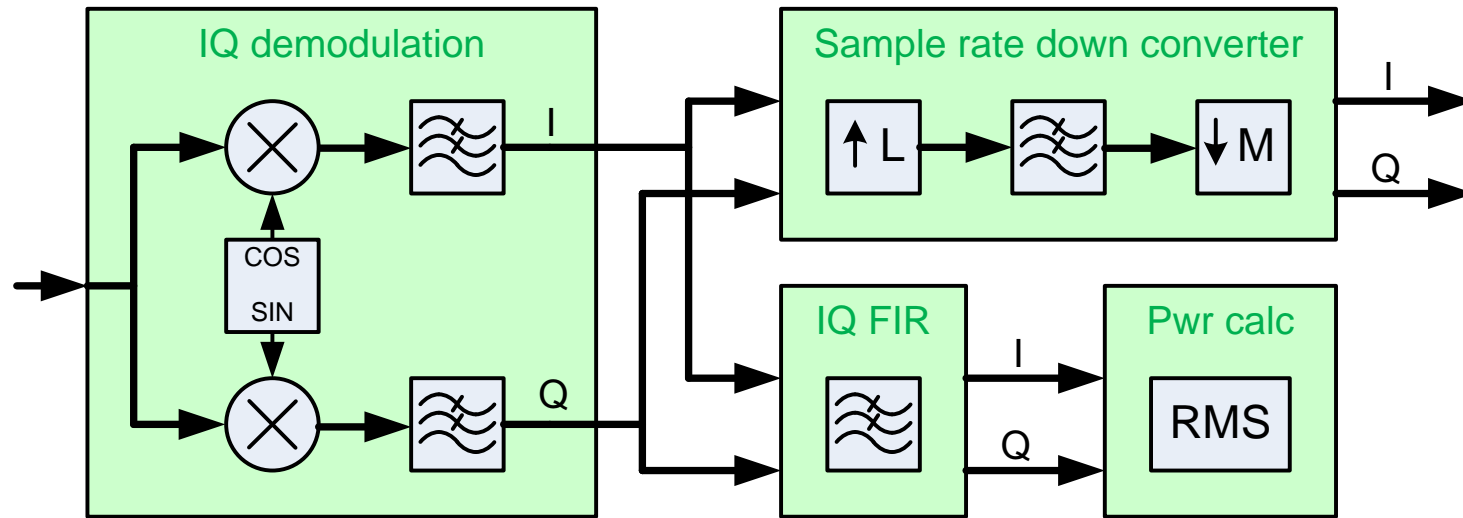 IQ demodulation
I
COS
SIN
Q
Sample rate down converter
↑ L
↓ M
I
Q
IQ FIR
I
Q
Pwr calc
RMS